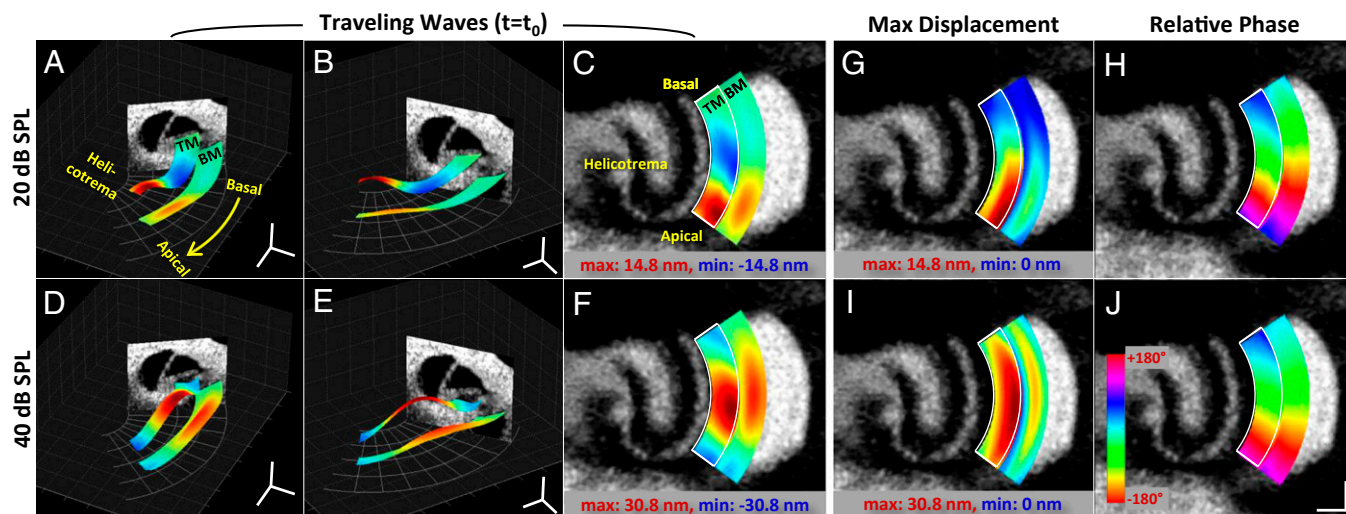 Traveling Waves (t=t₀)
Max Displacement
Relative Phase
20 dB SPL
A
TM
BM
Heli-
cotrema
Basal
Apical
B
C
Basal
TM
BM
Helicotrema
Apical
max: 14.8 nm, min: -14.8 nm
G
max: 14.8 nm, min: 0 nm
H
40 dB SPL
D
E
F
max: 30.8 nm, min: -30.8 nm
I
max: 30.8 nm, min: 0 nm
J
+180°
-180°